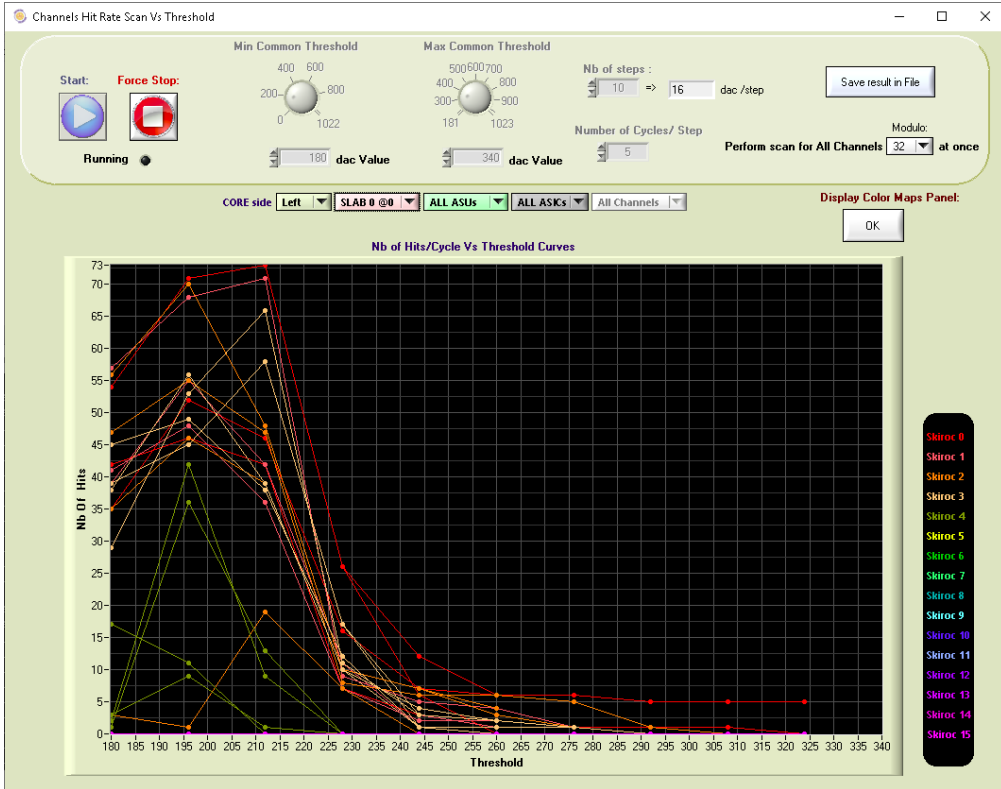 Channels Hit Rate Scan Vs Threshold
Start:
Force Stop:
Running
Min Common Threshold
0 200 400 600 800 1022
180 dac Value
Max Common Threshold
181 300 400 500 600 700 800 900 1023
340 dac Value
Nb of steps :
10 => 16 dac /step
Number of Cycles/ Step
5
Save result in File
Modulo:
Perform scan for All Channels 32 at once
CORE side Left SLAB 0 @0 ALL ASUs ALL ASICs All Channels
Display Color Maps Panel:
OK
Nb of Hits/Cycle Vs Threshold Curves
Nb Of Hits
73
70
65
60
55
50
45
40
35
30
25
20
15
10
5
0
180 185 190 195 200 205 210 215 220 225 230 235 240 245 250 255 260 265 270 275 280 285 290 295 300 305 310 315 320 325 330 335 340
Threshold
Skiroc 0
Skiroc 1
Skiroc 2
Skiroc 3
Skiroc 4
Skiroc 5
Skiroc 6
Skiroc 7
Skiroc 8
Skiroc 9
Skiroc 10
Skiroc 11
Skiroc 12
Skiroc 13
Skiroc 14
Skiroc 15